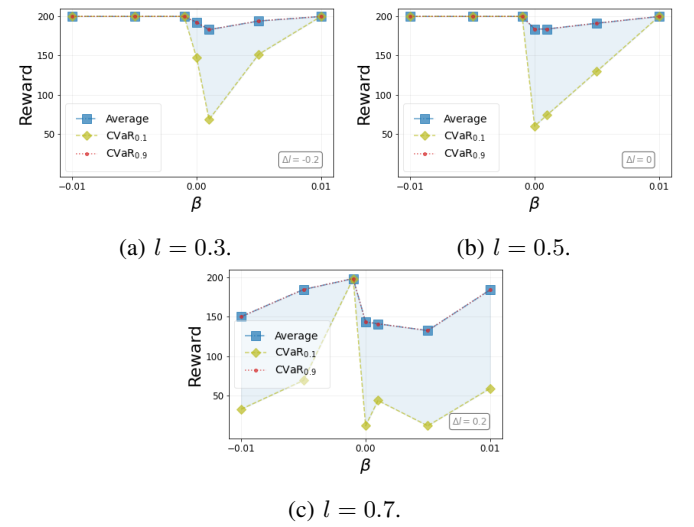 200
150
100
50
Reward
Average
CVaR0.1
CVaR0.9
Δl = -0.2
−0.01
0.00
0.01
β
(a) l = 0.3.
200
150
100
50
Reward
Average
CVaR0.1
CVaR0.9
Δl = 0
−0.01
0.00
0.01
β
(b) l = 0.5.
200
150
100
50
Reward
Average
CVaR0.1
CVaR0.9
Δl = 0.2
−0.01
0.00
0.01
β
(c) l = 0.7.